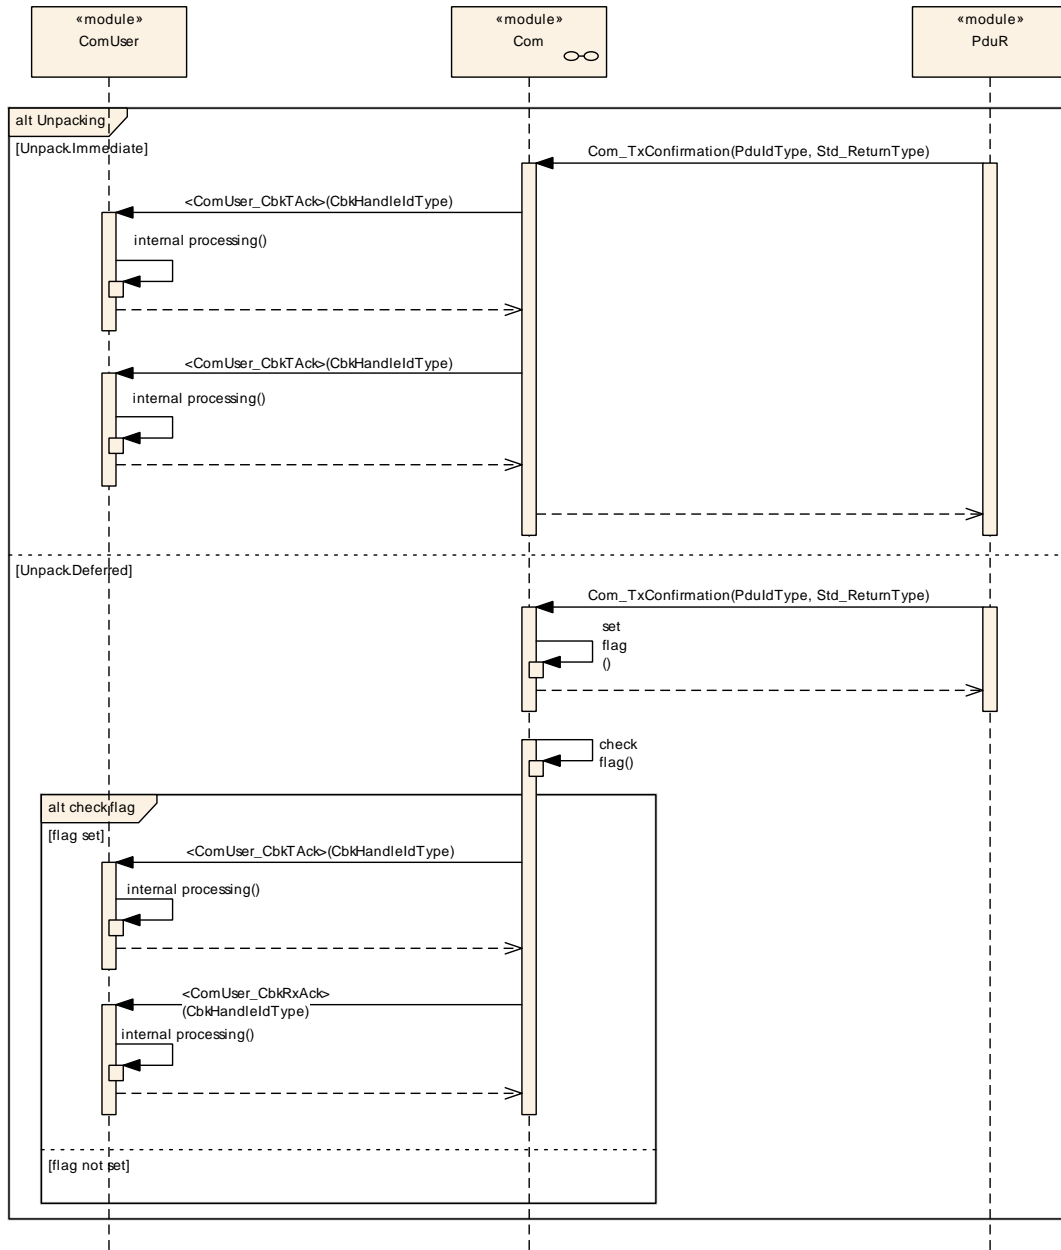 «module»
ComUser
«module»
Com
«module»
PduR
alt Unpacking
[Unpack.Immediate]
Com_TxConfirmation(PduIdType, Std_ReturnType)
<ComUser_CbkTAck>(CbkHandleIdType)
internal processing()
<ComUser_CbkTAck>(CbkHandleIdType)
internal processing()
[Unpack.Deferred]
Com_TxConfirmation(PduIdType, Std_ReturnType)
set
flag
()
check
flag()
alt check flag
[flag set]
<ComUser_CbkTAck>(CbkHandleIdType)
internal processing()
<ComUser_CbkRxAck>
(CbkHandleIdType)
internal processing()
[flag not set]